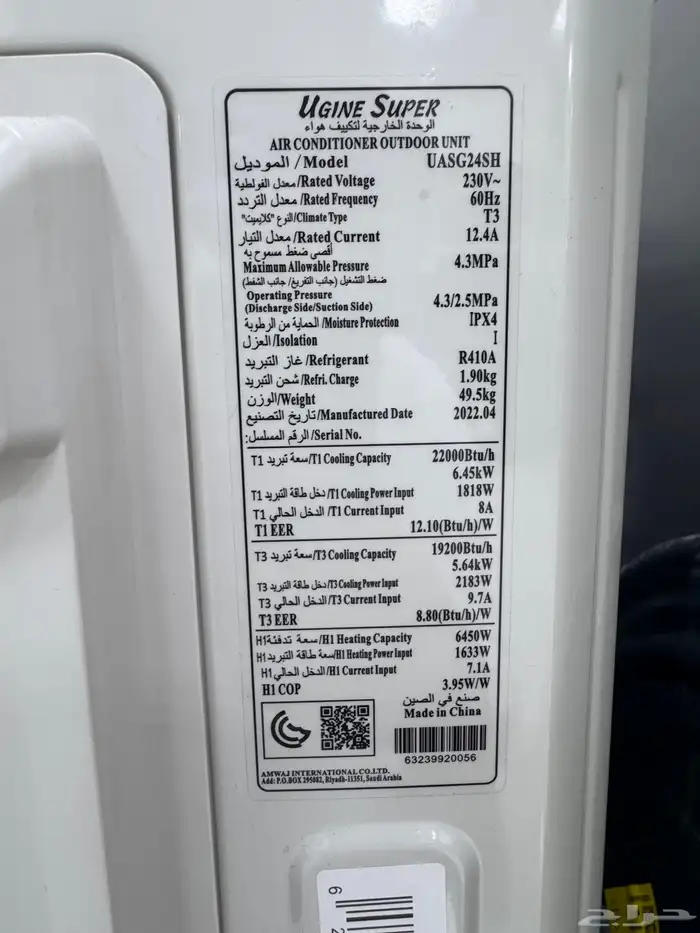 UGINE SUPER
الوحدة الخارجية لتكييف هواء
AIR CONDITIONER OUTDOOR UNIT
الموديل/Model UASG24SH
معدل الفولطية/Rated Voltage 230V~
معدل التردد/Rated Frequency 60Hz
النوع "كلايميت"/Climate Type T3
معدل التيار/Rated Current 12.4A
أقصى ضغط مسموح به
Maximum Allowable Pressure 4.3MPa
ضغط التشغيل (جانب التفريغ/ جانب الشفط)
Operating Pressure
(Discharge Side/Suction Side) 4.3/2.5MPa
الحماية من الرطوبة/Moisture Protection IPX4
العزل/Isolation I
غاز التبريد/Refrigerant R410A
شحن التبريد/Refri. Charge 1.90kg
الوزن/Weight 49.5kg
تاريخ التصنيع/Manufactured Date 2022.04
الرقم المسلسل:/Serial No.
سعة تبريد T1/T1 Cooling Capacity 22000Btu/h
6.45kW
دخل طاقة التبريد T1/T1 Cooling Power Input 1818W
الدخل الحالي T1/T1 Current Input 8A
T1 EER 12.10(Btu/h)/W
سعة تبريد T3/T3 Cooling Capacity 19200Btu/h
5.64kW
دخل طاقة التبريد T3/T3 Cooling Power Input 2183W
الدخل الحالي T3/T3 Current Input 9.7A
T3 EER 8.80(Btu/h)/W
سعة تدفئة H1/H1 Heating Capacity 6450W
سعة طاقة التبريد H1/H1 Heating Power Input 1633W
الدخل الحالي H1/H1 Current Input 7.1A
H1 COP 3.95W/W
صنع في الصين
Made in China
63239920056
AMWAJ INTERNATIONAL CO.LTD.
Add: P.O.BOX 295082, Riyadh-11351, Saudi Arabia
6
2
حراج